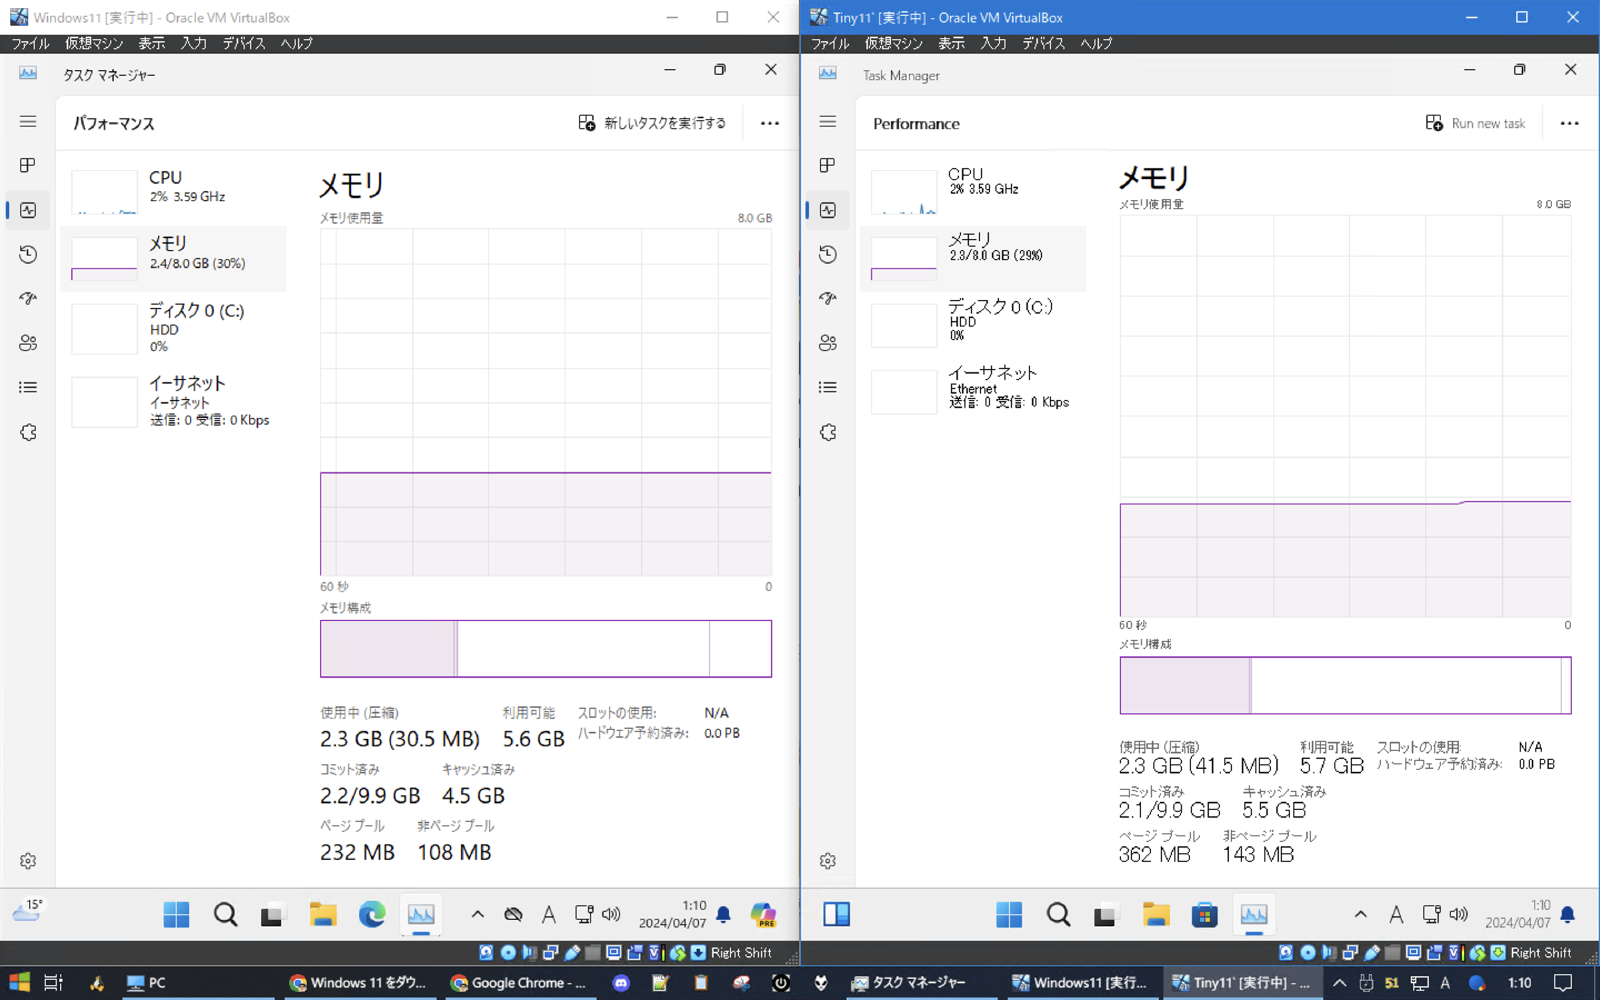 Windows11 [実行中] - Oracle VM VirtualBox
ファイル 仮想マシン 表示 入力 デバイス ヘルプ
タスク マネージャー
パフォーマンス
新しいタスクを実行する
CPU
2% 3.59 GHz
メモリ
2.4/8.0 GB (30%)
ディスク 0 (C:)
HDD
0%
イーサネット
イーサネット
送信: 0 受信: 0 Kbps
メモリ
メモリ使用量 8.0 GB
60 秒 0
メモリ構成
使用中 (圧縮) 利用可能 スロットの使用: N/A
2.3 GB (30.5 MB) 5.6 GB ハードウェア予約済み: 0.0 PB
コミット済み キャッシュ済み
2.2/9.9 GB 4.5 GB
ページ プール 非ページ プール
232 MB 108 MB
15°
A
1:10
2024/04/07
PRE
Right Shift
Tiny11` [実行中] - Oracle VM VirtualBox
ファイル 仮想マシン 表示 入力 デバイス ヘルプ
Task Manager
Performance
Run new task
CPU
2% 3.59 GHz
メモリ
2.3/8.0 GB (29%)
ディスク 0 (C:)
HDD
0%
イーサネット
Ethernet
送信: 0 受信: 0 Kbps
メモリ
メモリ使用量 8.0 GB
60 秒 0
メモリ構成
使用中 (圧縮) 利用可能 スロットの使用: N/A
2.3 GB (41.5 MB) 5.7 GB ハードウェア予約済み: 0.0 PB
コミット済み キャッシュ済み
2.1/9.9 GB 5.5 GB
ページ プール 非ページ プール
362 MB 143 MB
A
1:10
2024/04/07
Right Shift
PC
Windows 11 をダウ...
Google Chrome - ...
タスク マネージャー
Windows11 [実行...
Tiny11` [実行中] - ...
51
A
1:10